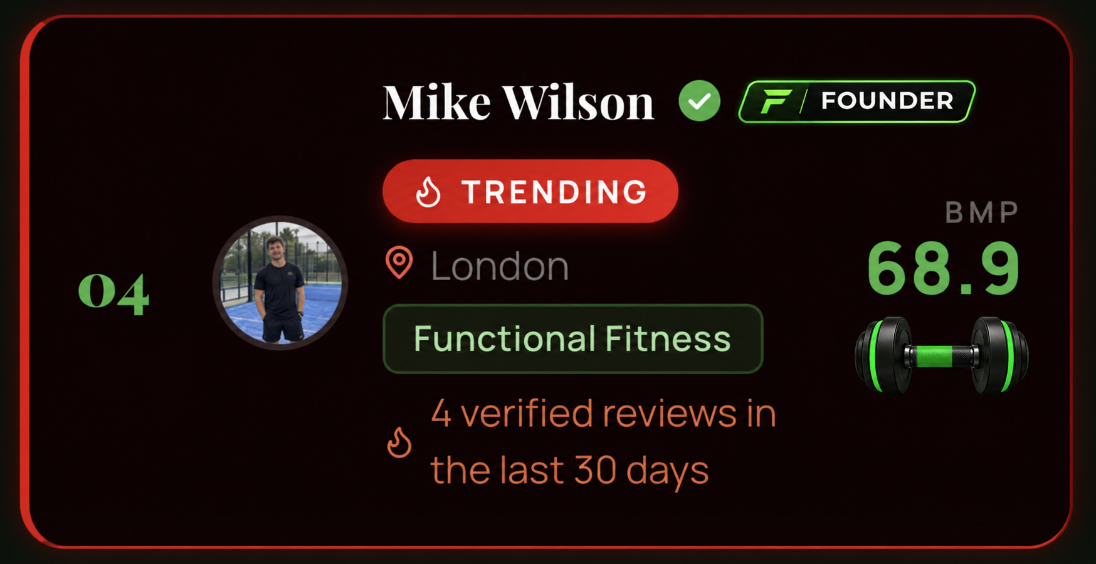 Mike Wilson
FOUNDER
TRENDING
London
Functional Fitness
4 verified reviews in
the last 30 days
04
BMP
68.9